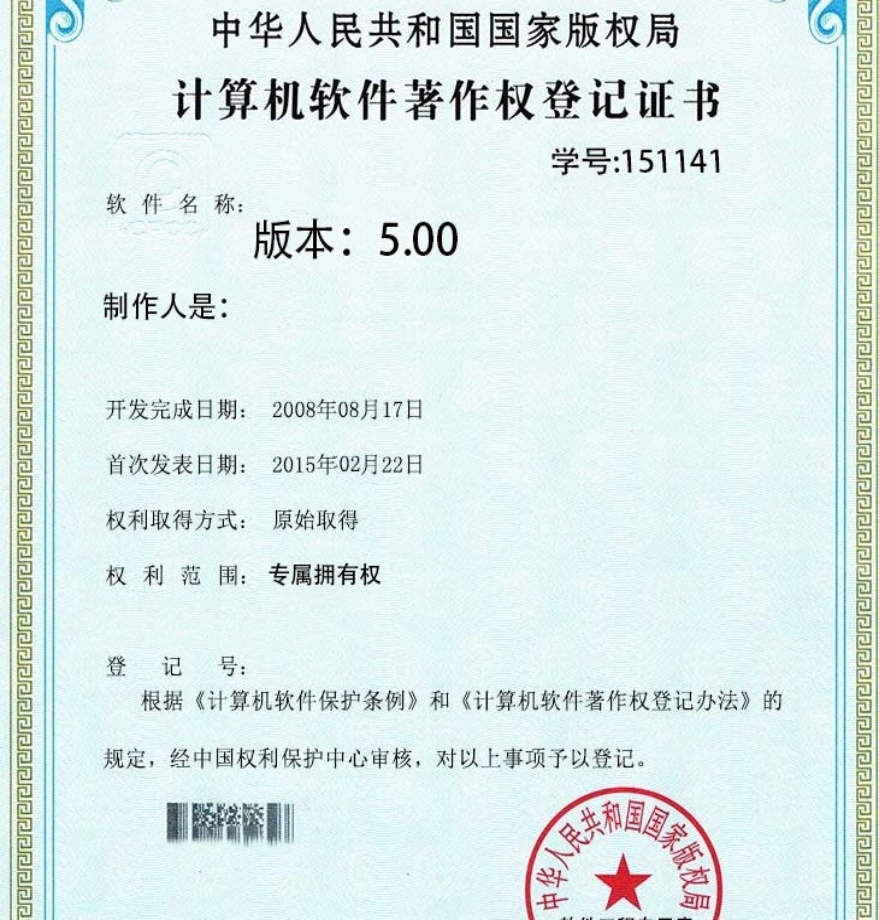 中华人民共和国国家版权局
计算机软件著作权登记证书
学号:151141
软 件 名 称:
版本：5.00
制作人是：
开发完成日期： 2008年08月17日
首次发表日期： 2015年02月22日
权利取得方式： 原始取得
权 利 范 围： 专属拥有权
登 记 号：
根据《计算机软件保护条例》和《计算机软件著作权登记办法》的
规定，经中国权利保护中心审核，对以上事项予以登记。
中华人民共和国国家版权局